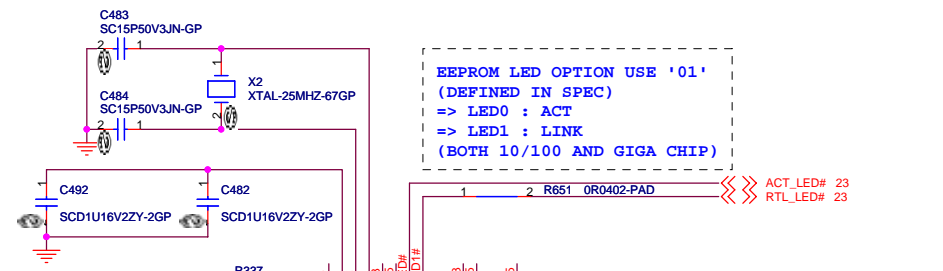 C483
SC15P50V3JN-GP
2 1
1
X2
XTAL-25MHZ-67GP
2
C484
SC15P50V3JN-GP
2 1
EEPROM LED OPTION USE '01'
(DEFINED IN SPEC)
=> LED0 : ACT
=> LED1 : LINK
(BOTH 10/100 AND GIGA CHIP)
1 2 R651 0R0402-PAD
ACT_LED# 23
RTL_LED# 23
1 C492
SCD1U16V2ZY-2GP
1 C482
SCD1U16V2ZY-2GP